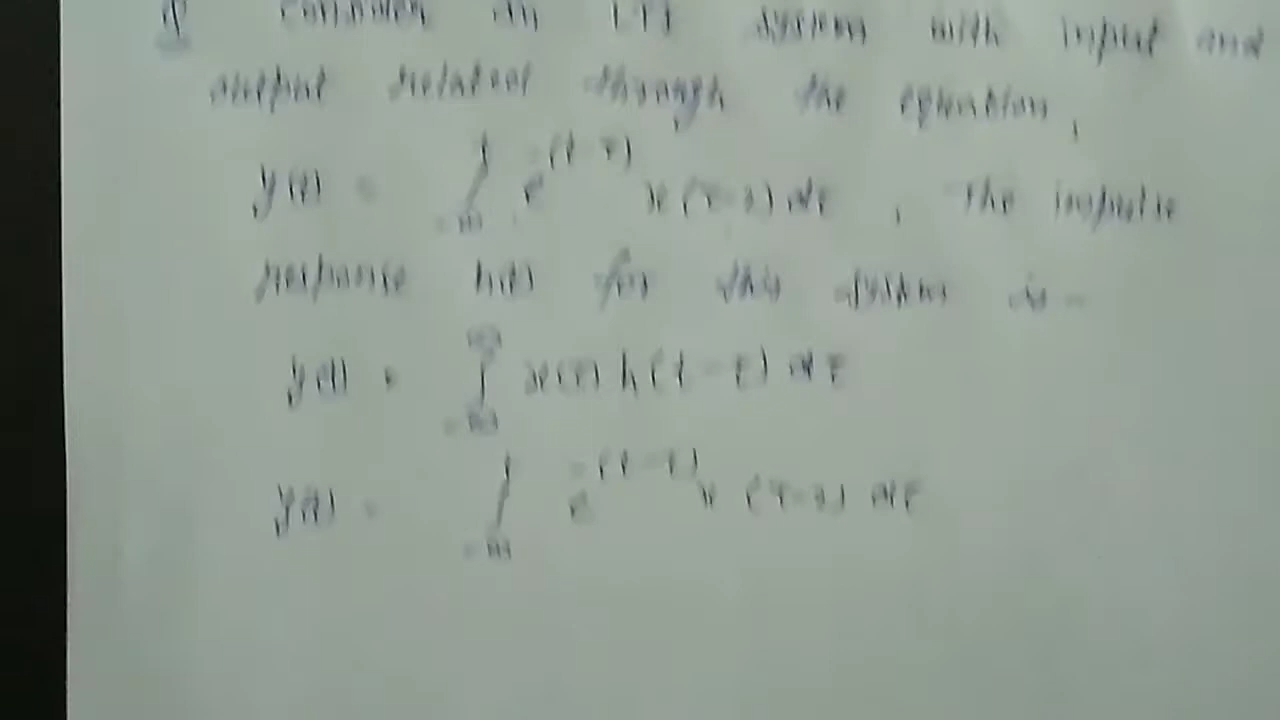 Q Consider an LTI system with input and
output related through the equation,
y(t) = ∫_{-∞}^{t} e^{-(t-τ)} x(τ-2) dτ , The impulse
response h(t) for this system is -
y(t) = ∫_{-∞}^{∞} x(τ) h(t-τ) dτ
y(t) = ∫_{-∞}^{t} e^{-(t-τ)} x (τ-2) dτ